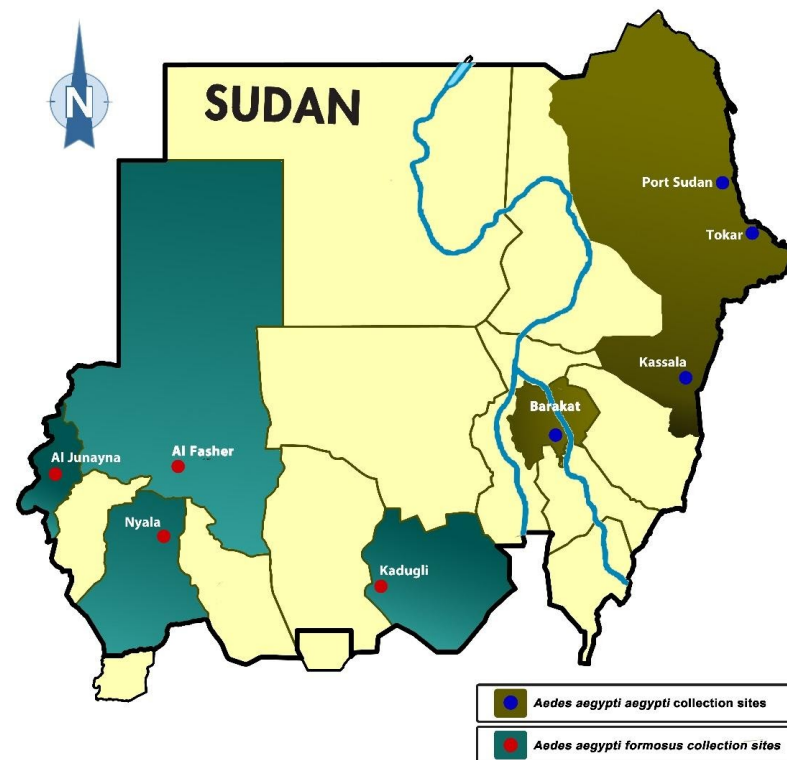 N
SUDAN
Port Sudan
Tokar
Kassala
Barakat
Al Junayna
Al Fasher
Nyala
Kadugli
Aedes aegypti aegypti collection sites
Aedes aegypti formosus collection sites